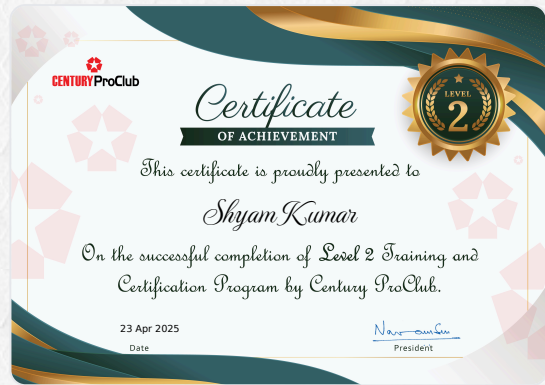 CENTURY ProClub
Certificate
OF ACHIEVEMENT
LEVEL
2
This certificate is proudly presented to
Shyam Kumar
On the successful completion of Level 2 Training and
Certification Program by Century ProClub.
23 Apr 2025
Date
President